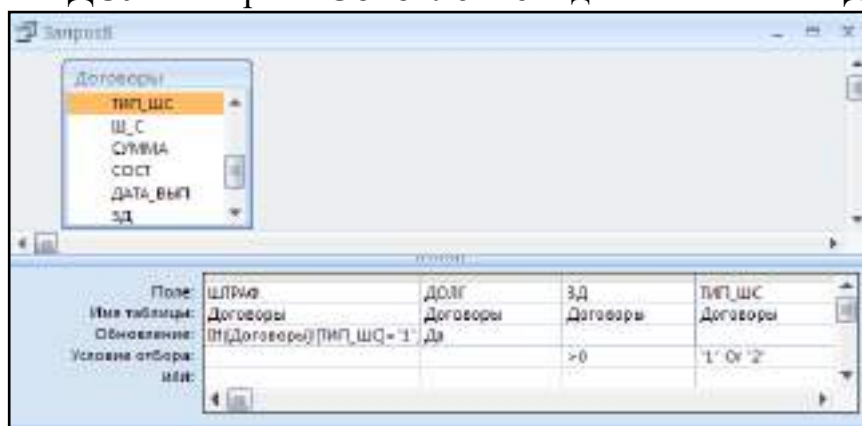 Запрос8
Договоры
ТИП_ШС
Ш_С
СУММА
СОСТ
ДАТА_ВЫП
ЗД
Поле: ШТРАФ ДОЛГ ЗД ТИП_ШС
Имя таблицы: Договоры Договоры Договоры Договоры
Обновление: IIf([Договоры]![ТИП_ШС]="1"; Да
Условие отбора: >0 "1" Or "2"
или: